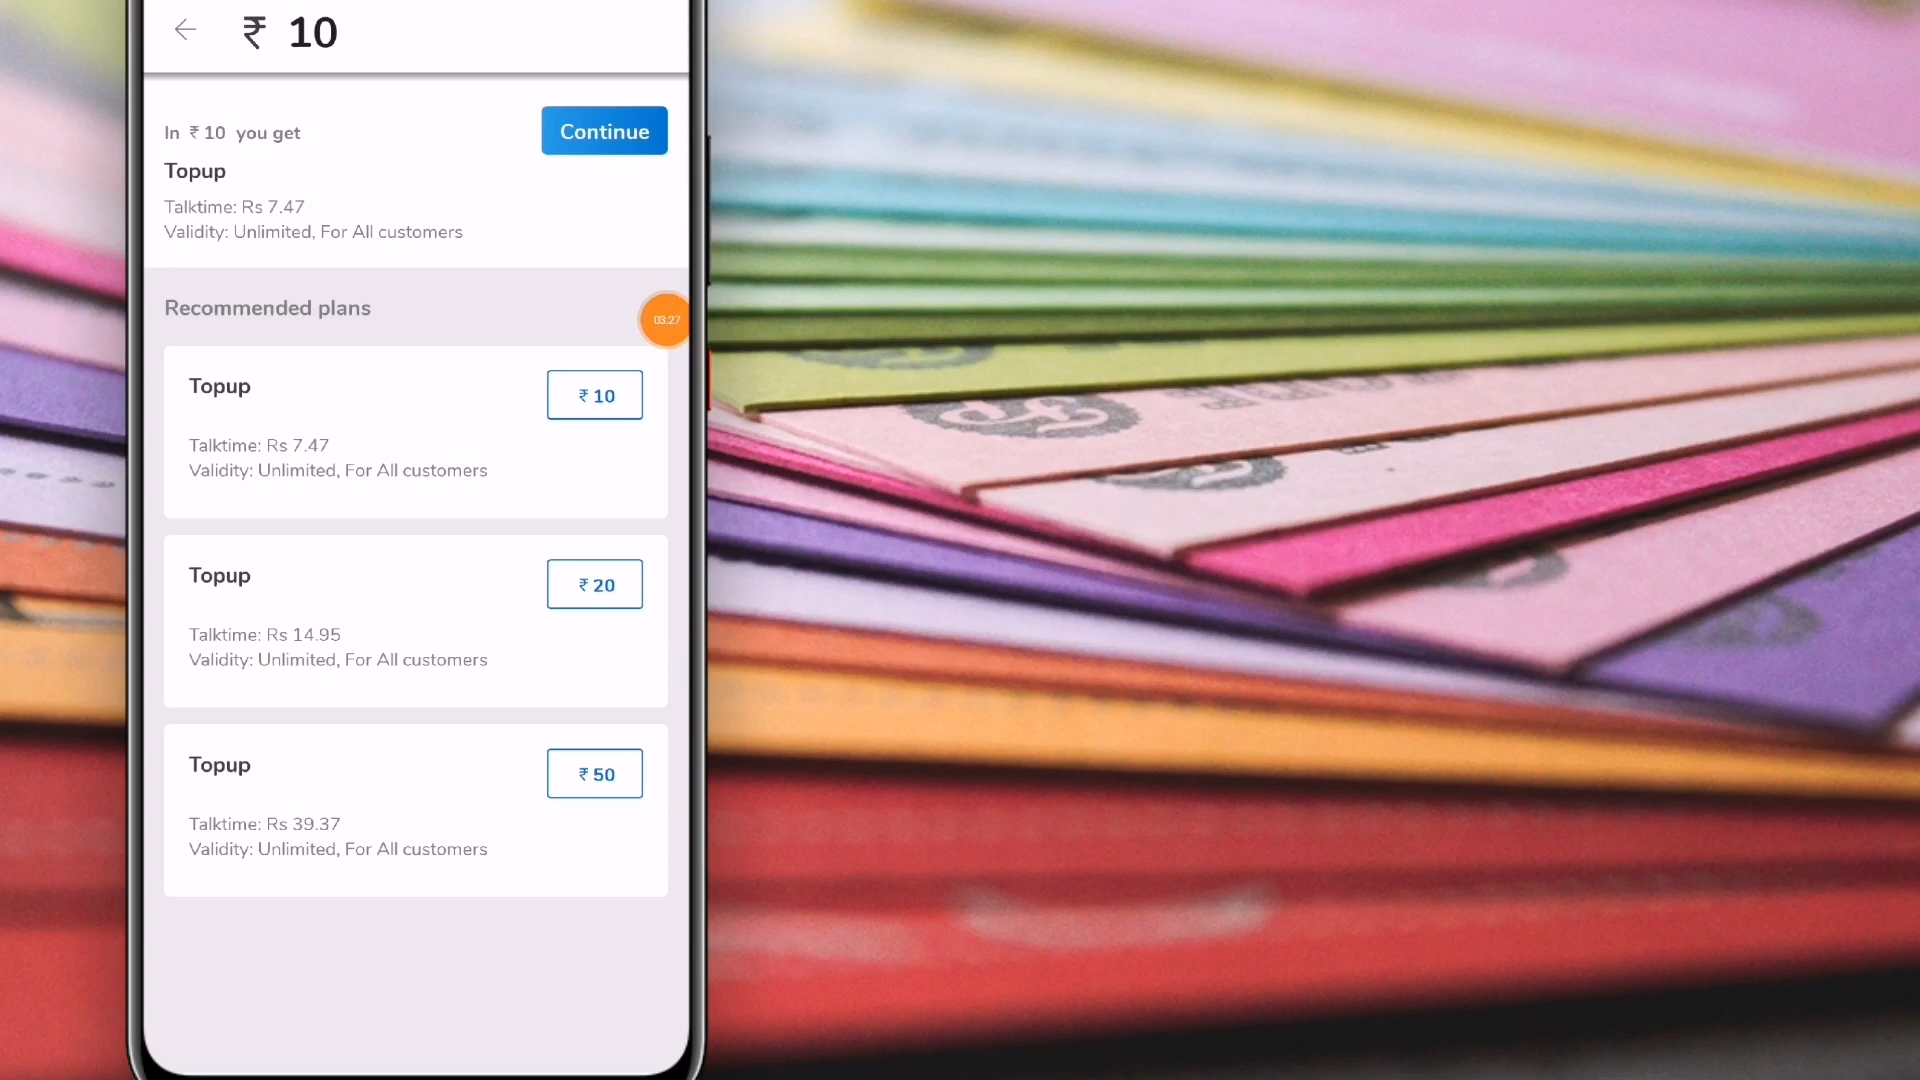 ₹ 10
In ₹ 10 you get
Continue
Topup
Talktime: Rs 7.47
Validity: Unlimited, For All customers
Recommended plans
03:27
Topup
₹ 10
Talktime: Rs 7.47
Validity: Unlimited, For All customers
Topup
₹ 20
Talktime: Rs 14.95
Validity: Unlimited, For All customers
Topup
₹ 50
Talktime: Rs 39.37
Validity: Unlimited, For All customers